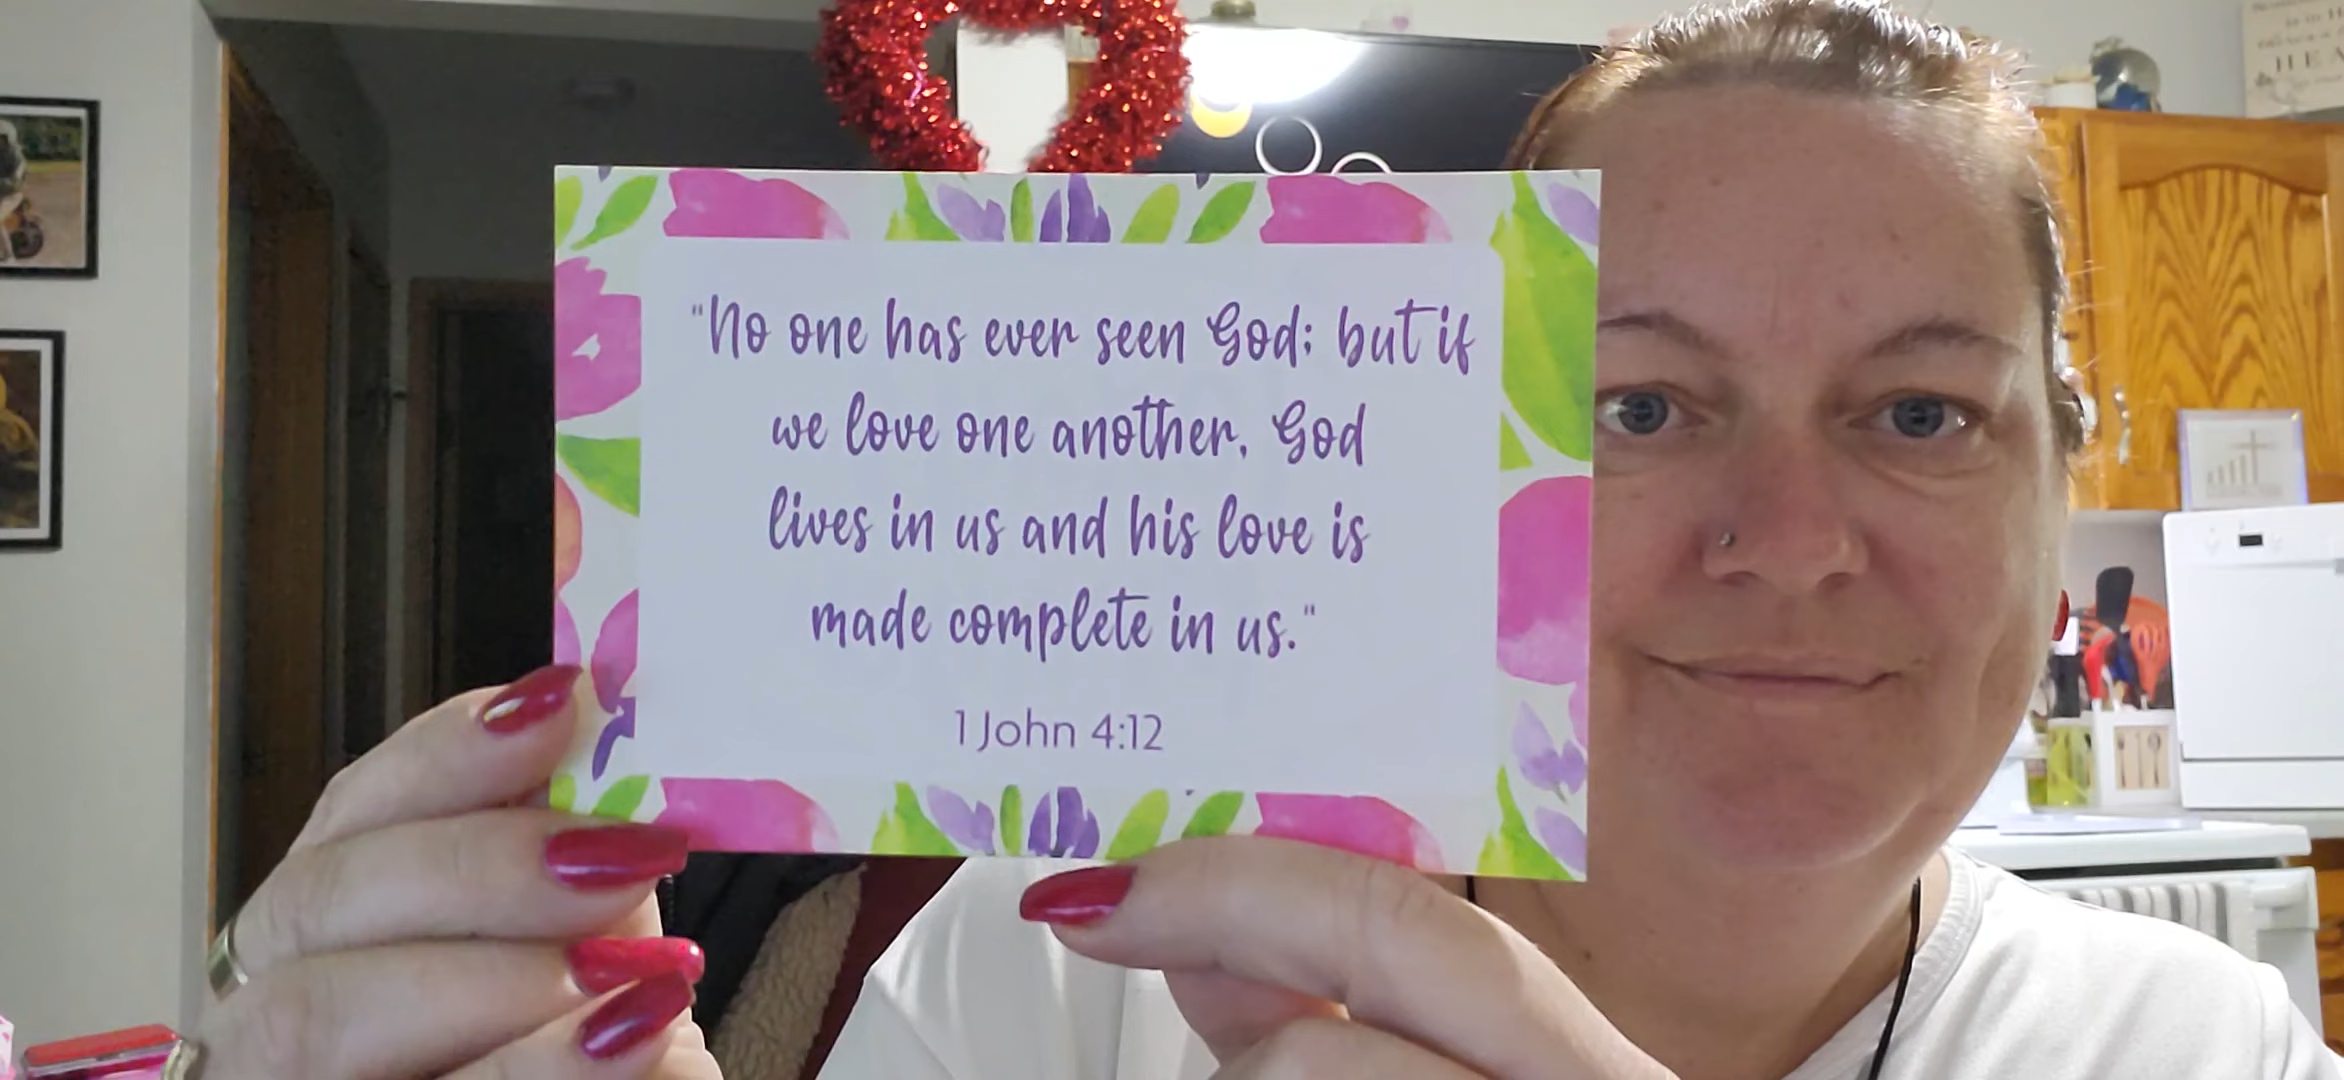 "No one has ever seen God; but if
we love one another, God
lives in us and his love is
made complete in us."
1 John 4:12